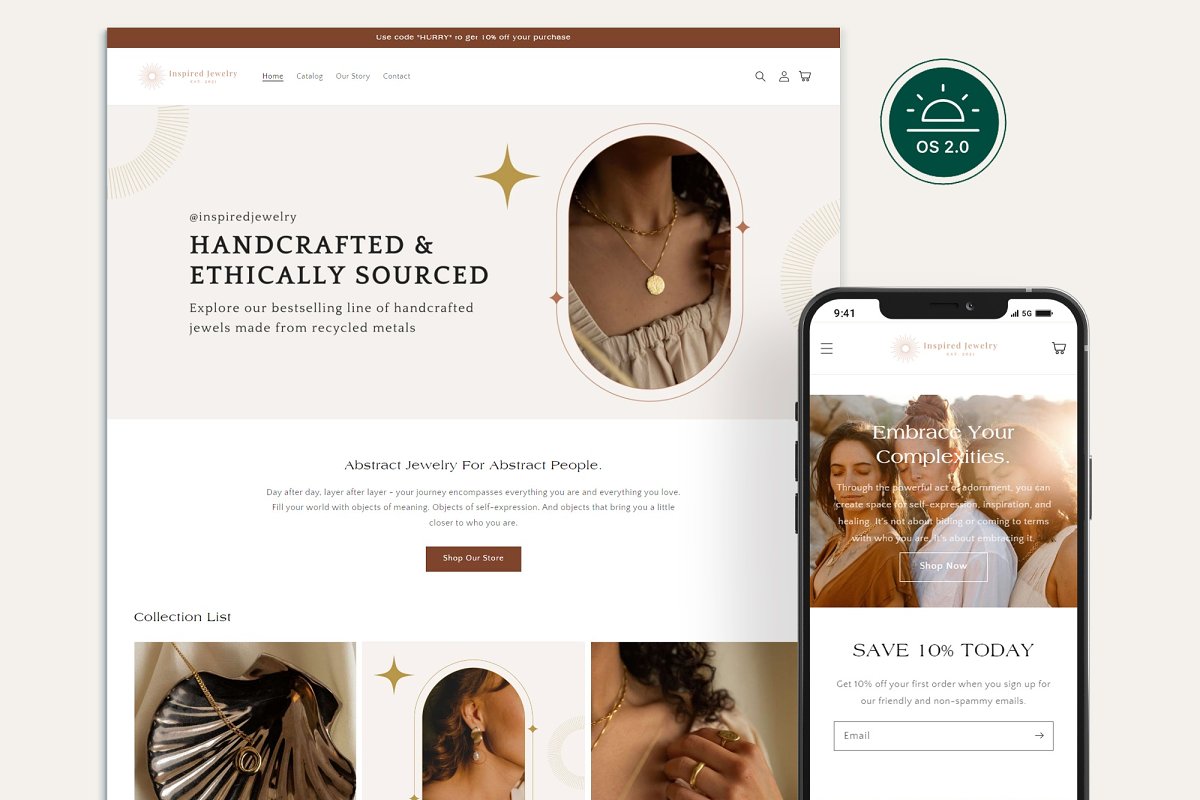 Use code "HURRY" to get 10% off your purchase
Inspired Jewelry
EST. 2021
Home
Catalog
Our Story
Contact
OS 2.0
@inspiredjewelry
HANDCRAFTED &
ETHICALLY SOURCED
Explore our bestselling line of handcrafted
jewels made from recycled metals
Abstract Jewelry For Abstract People.
Day after day, layer after layer - your journey encompasses everything you are and everything you love.
Fill your world with objects of meaning. Objects of self-expression. And objects that bring you a little
closer to who you are.
Shop Our Store
Collection List
9:41
5G
Inspired Jewelry
EST. 2021
Embrace Your
Complexities.
Through the powerful act of adornment, you can
create space for self-expression, inspiration, and
healing. It's not about hiding or coming to terms
with who you are. It's about embracing it.
Shop Now
SAVE 10% TODAY
Get 10% off your first order when you sign up for
our friendly and non-spammy emails.
Email